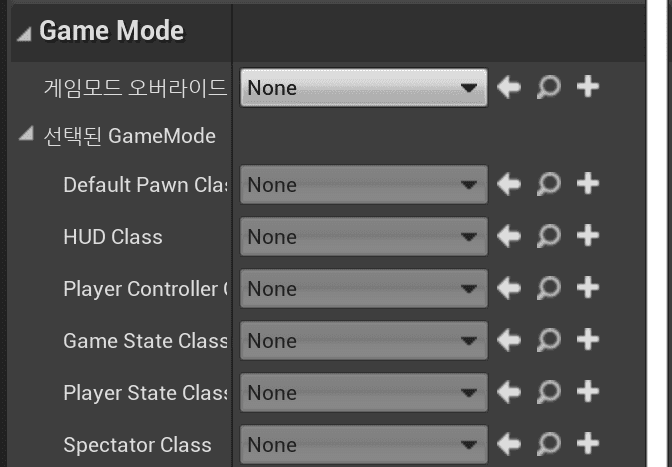 Game Mode
게임모드 오버라이드 None
선택된 GameMode
Default Pawn Clas None
HUD Class None
Player Controller None
Game State Class None
Player State Class None
Spectator Class None